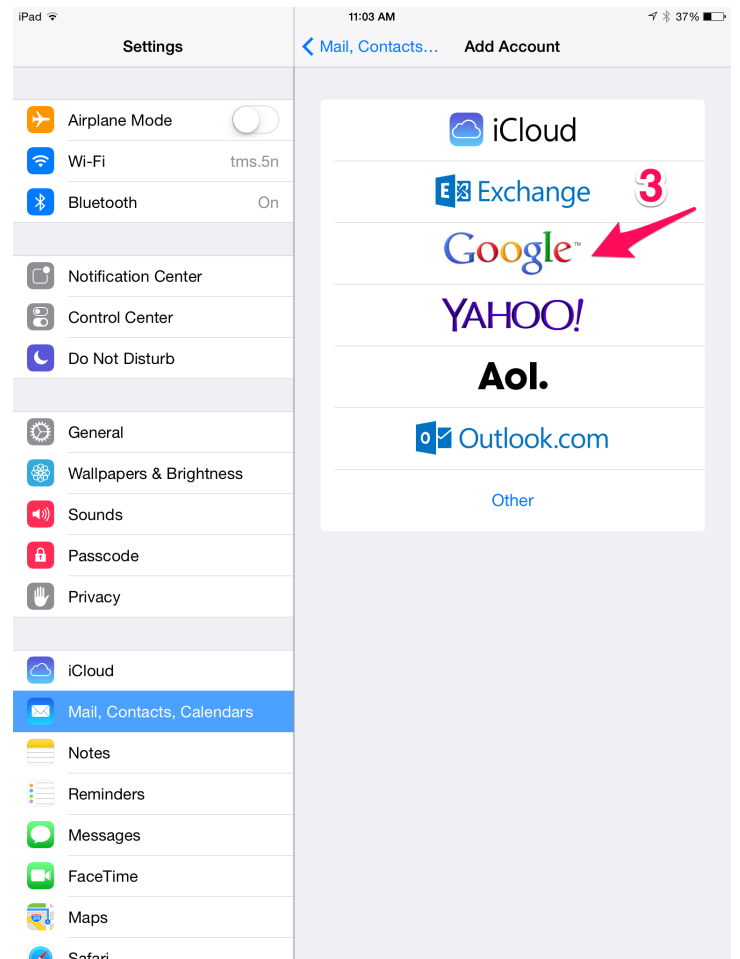 iPad 11:03 AM 37%
Settings
Mail, Contacts... Add Account
Airplane Mode
Wi-Fi tms.5n
Bluetooth On
Notification Center
Control Center
Do Not Disturb
General
Wallpapers & Brightness
Sounds
Passcode
Privacy
iCloud
Mail, Contacts, Calendars
Notes
Reminders
Messages
FaceTime
Maps
Safari
iCloud
Exchange
3
Google™
YAHOO!
Aol.
Outlook.com
Other